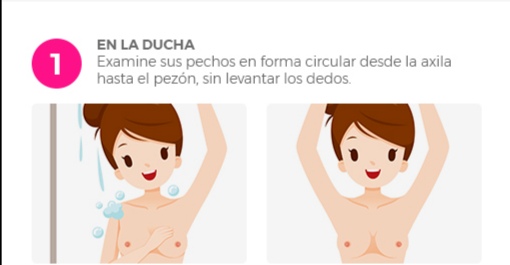 1
EN LA DUCHA
Examine sus pechos en forma circular desde la axila
hasta el pezón, sin levantar los dedos.